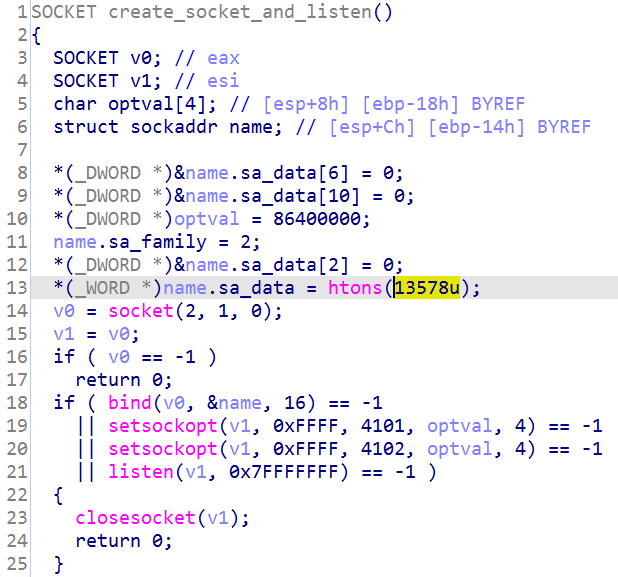 1 SOCKET create_socket_and_listen()
2 {
3   SOCKET v0; // eax
4   SOCKET v1; // esi
5   char optval[4]; // [esp+8h] [ebp-18h] BYREF
6   struct sockaddr name; // [esp+Ch] [ebp-14h] BYREF
7
8   *(_DWORD *)&name.sa_data[6] = 0;
9   *(_DWORD *)&name.sa_data[10] = 0;
10   *(_DWORD *)optval = 86400000;
11   name.sa_family = 2;
12   *(_DWORD *)&name.sa_data[2] = 0;
13   *(_WORD *)name.sa_data = htons(13578u);
14   v0 = socket(2, 1, 0);
15   v1 = v0;
16   if ( v0 == -1 )
17     return 0;
18   if ( bind(v0, &name, 16) == -1
19     || setsockopt(v1, 0xFFFF, 4101, optval, 4) == -1
20     || setsockopt(v1, 0xFFFF, 4102, optval, 4) == -1
21     || listen(v1, 0x7FFFFFFF) == -1 )
22   {
23     closesocket(v1);
24     return 0;
25   }